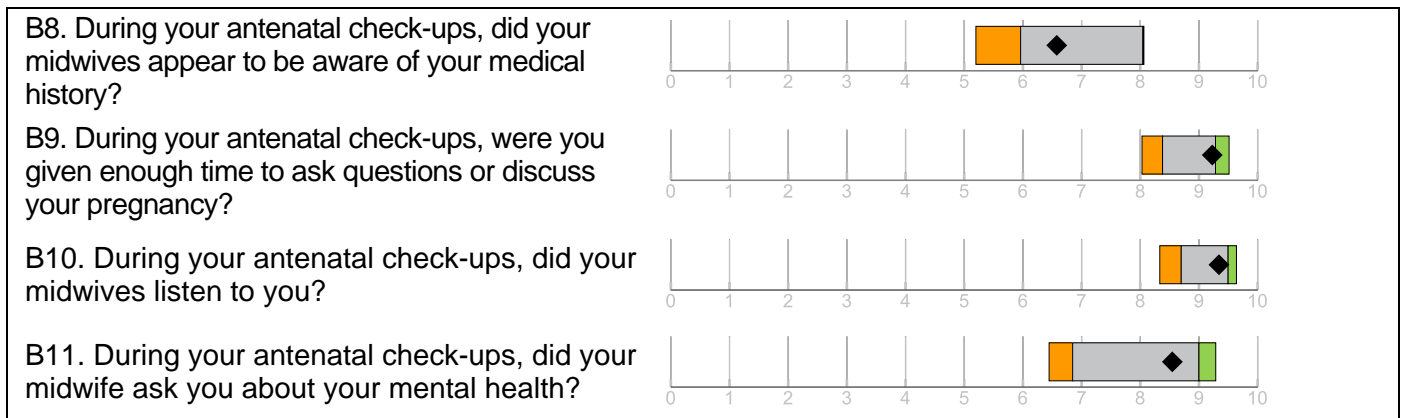 B8. During your antenatal check-ups, did your
midwives appear to be aware of your medical
history?
0 1 2 3 4 5 6 7 8 9 10
B9. During your antenatal check-ups, were you
given enough time to ask questions or discuss
your pregnancy?
0 1 2 3 4 5 6 7 8 9 10
B10. During your antenatal check-ups, did your
midwives listen to you?
0 1 2 3 4 5 6 7 8 9 10
B11. During your antenatal check-ups, did your
midwife ask you about your mental health?
0 1 2 3 4 5 6 7 8 9 10